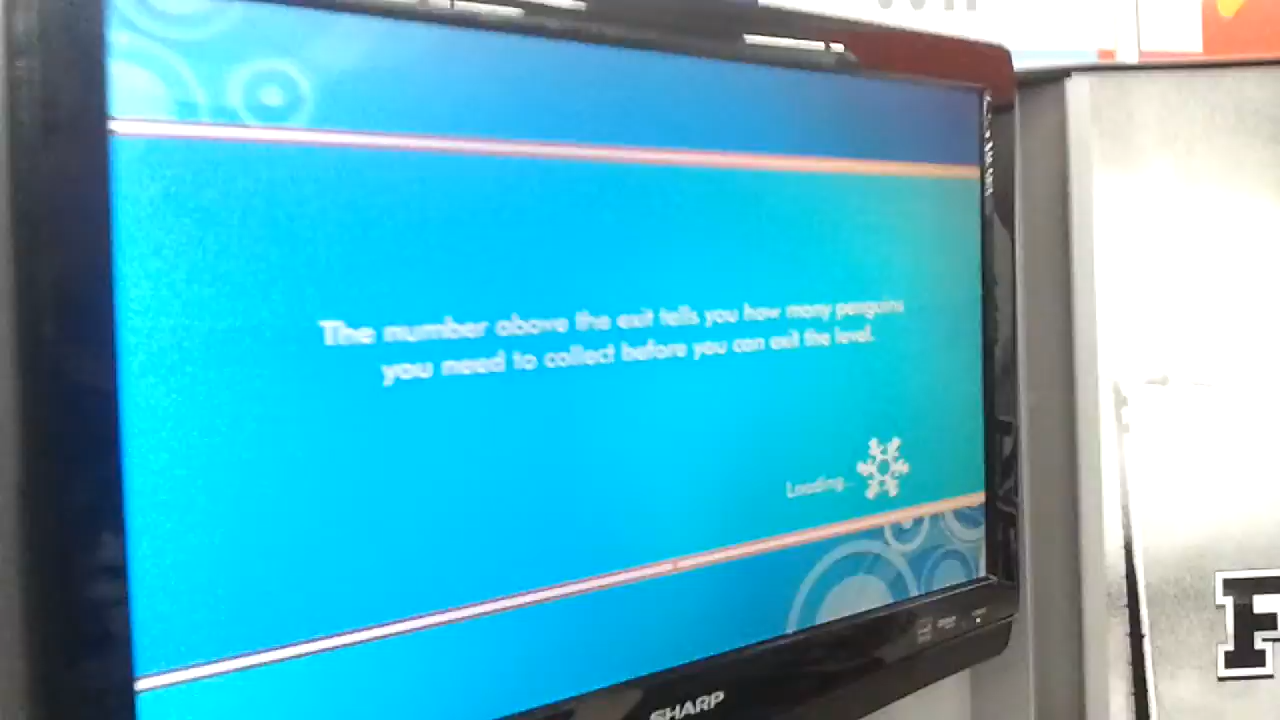 The number above the exit tells you how many penguins
you need to collect before you can exit the level.
Loading...
SHARP
F